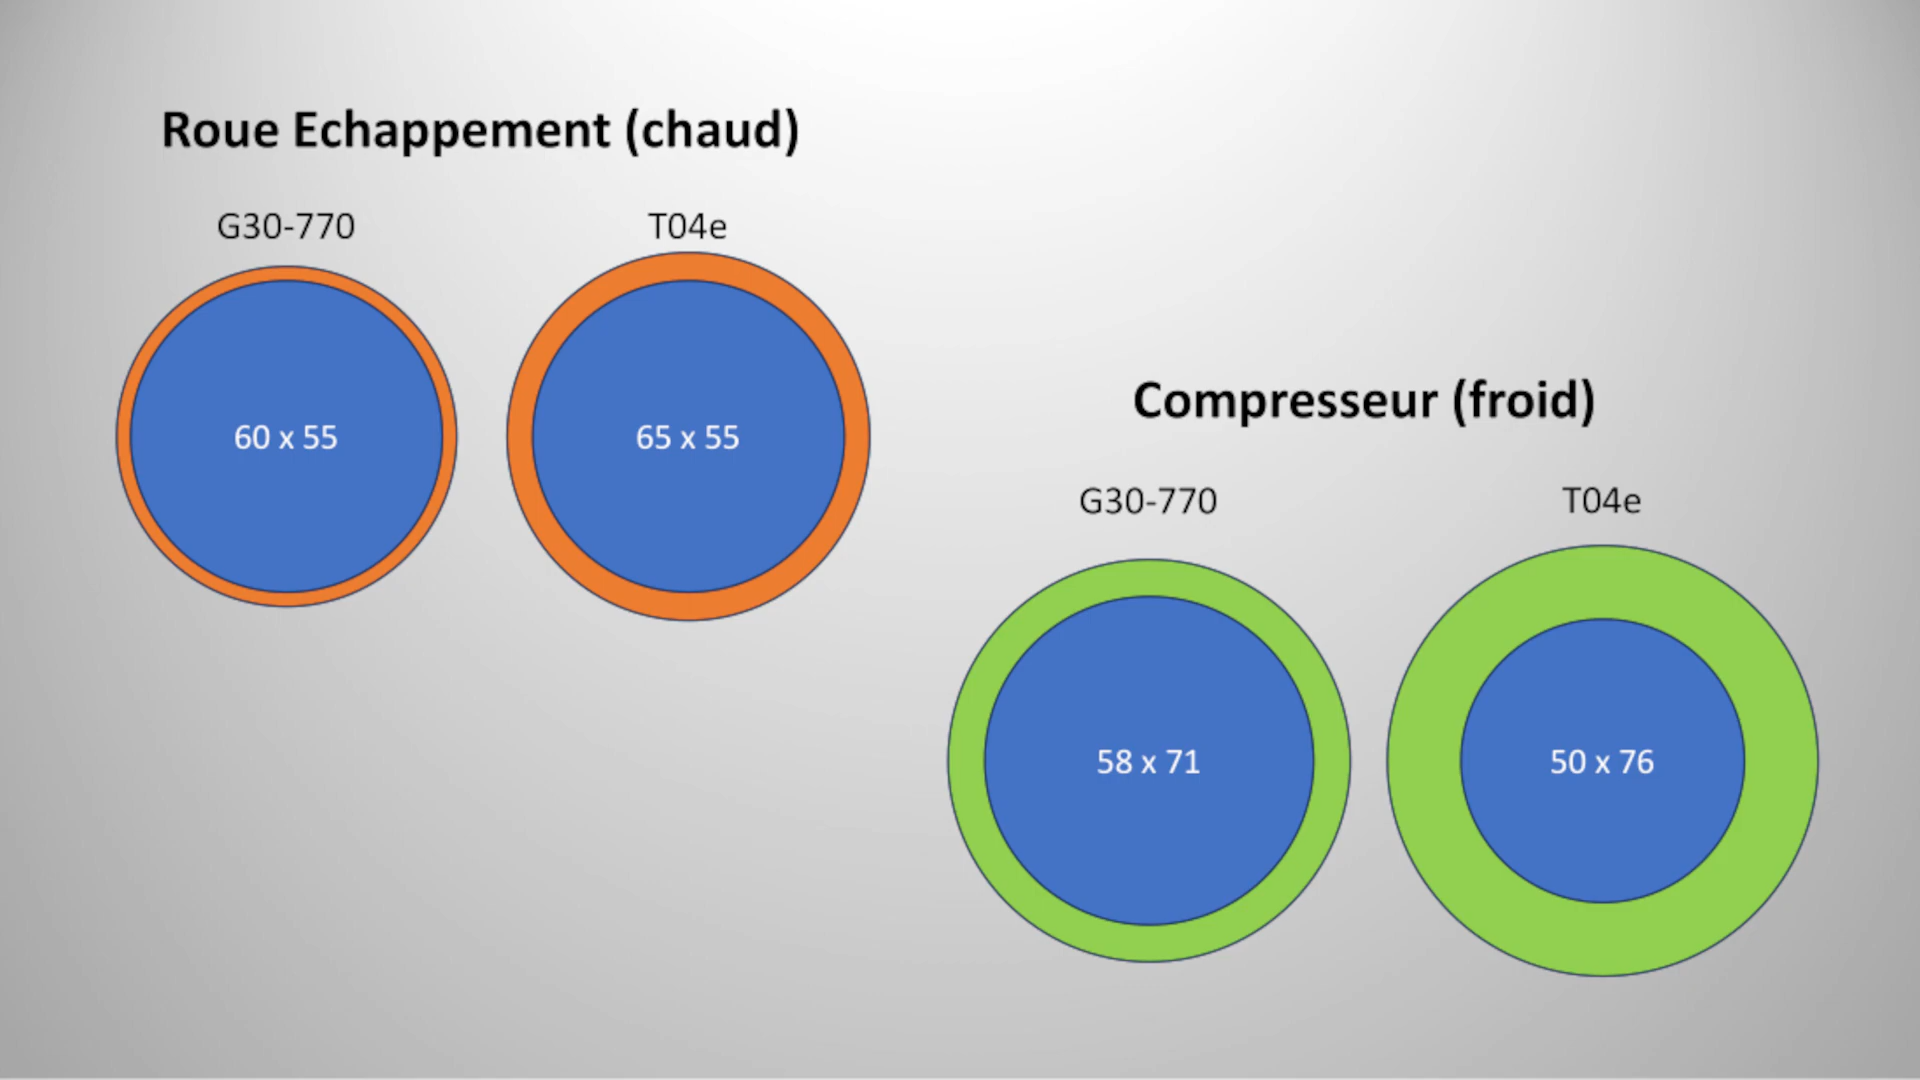 Roue Echappement (chaud)
G30-770
T04e
60 x 55
65 x 55
Compresseur (froid)
G30-770
T04e
58 x 71
50 x 76